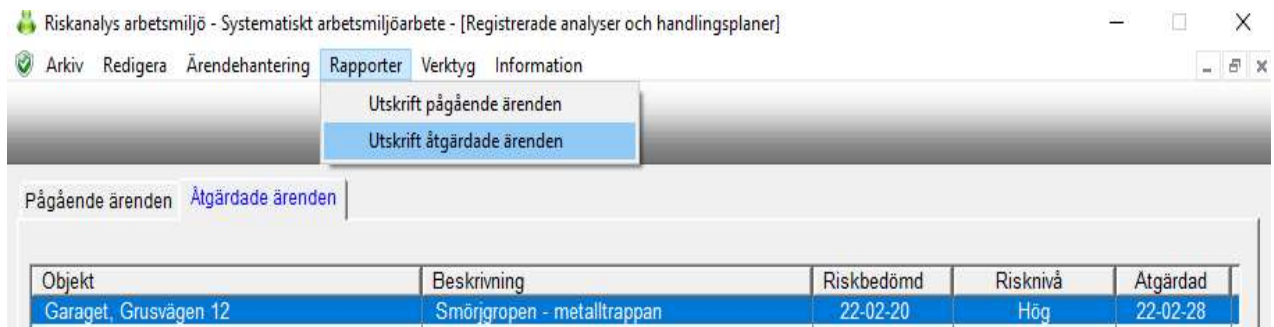 Riskanalys arbetsmiljö - Systematiskt arbetsmiljöarbete - [Registrerade analyser och handlingsplaner]
Arkiv Redigera Ärendehantering Rapporter Verktyg Information
Utskrift pågående ärenden
Utskrift åtgärdade ärenden
Pågående ärenden Åtgärdade ärenden
Objekt Beskrivning Riskbedömd Risknivå Åtgärdad
Garaget, Grusvägen 12 Smörjgropen - metalltrappan 22-02-20 Hög 22-02-28